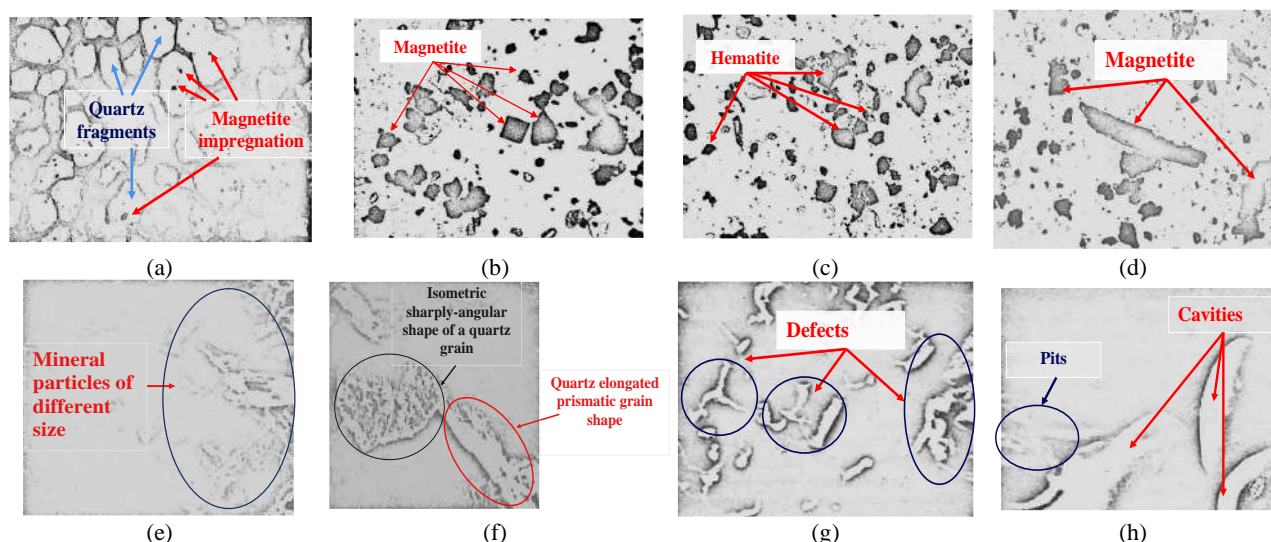 Quartz
fragments
Magnetite
impregnation
(a)
Magnetite
(b)
Hematite
(c)
Magnetite
(d)
Mineral
particles of
different
size
(e)
Isometric
sharply-angular
shape of a quartz
grain
Quartz elongated
prismatic grain
shape
(f)
Defects
(g)
Pits
Cavities
(h)